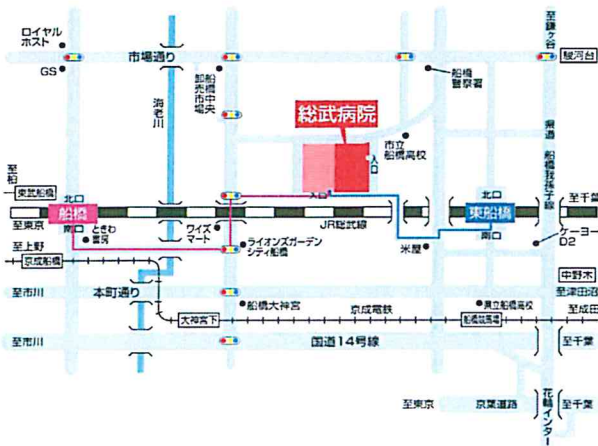 ロイヤル
ホスト
GS
市場通り
海老川
船橋中央
卸売市場
船橋
警察署
至鎌ヶ谷
駿河台
県道 船橋我孫子線
総武病院
入口
入口
市立
船橋高校
至柏
東武船橋
北口
船橋
南口
至東京
ときわ
書房
ワイズ
マート
JR総武線
北口
東船橋
南口
至千葉
至上野
京成船橋
ライオンズガーデン
シティ船橋
米屋
ケーヨー
D2
中野木
至市川
本町通り
船橋大神宮
京成電鉄
県立船橋高校
至津田沼
大神宮下
船橋競馬場
至成田
至市川
国道14号線
至千葉
至東京
京葉道路
花輪インター
至千葉